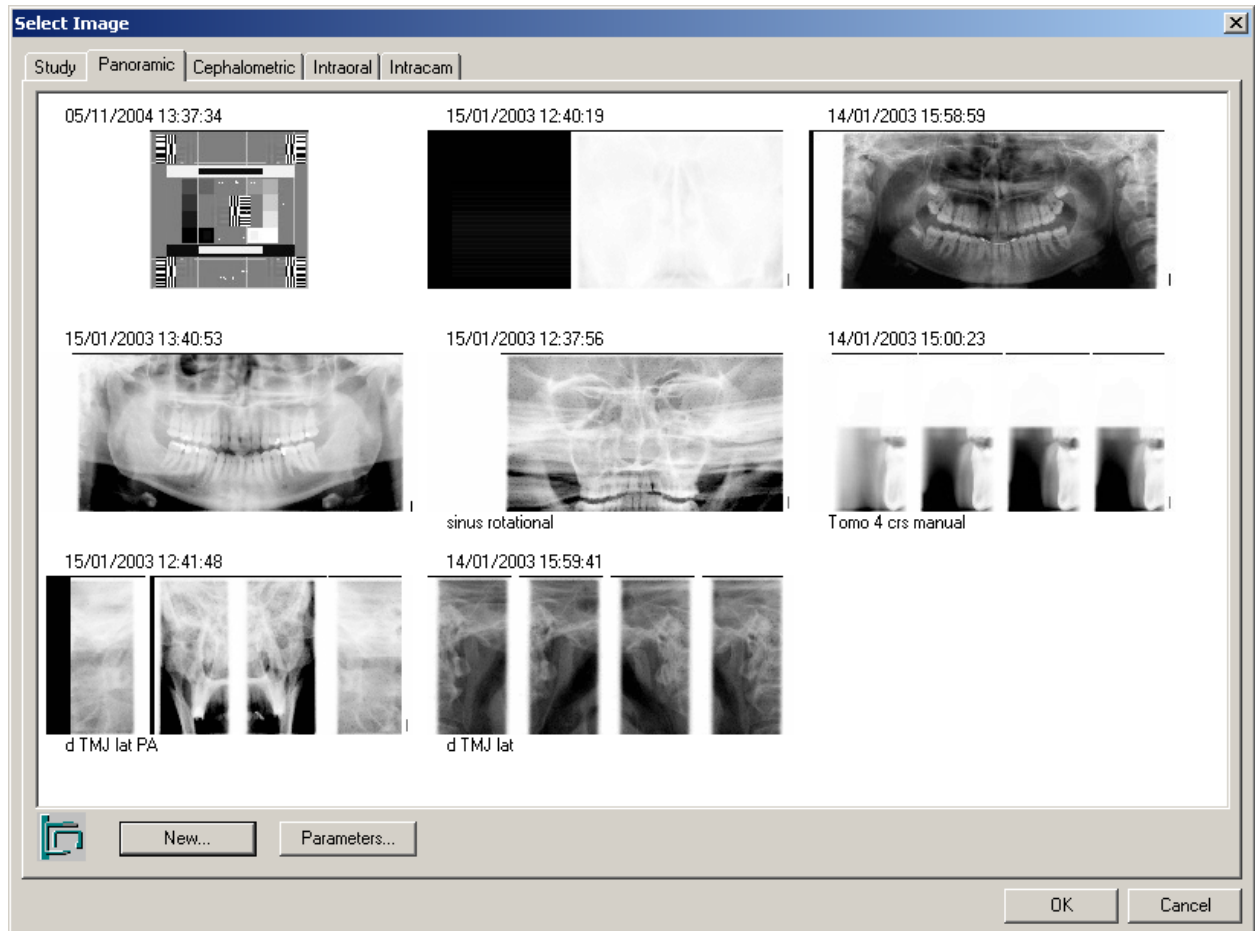 Select Image
Study Panoramic Cephalometric Intraoral Intracam
05/11/2004 13:37:34 15/01/2003 12:40:19 14/01/2003 15:58:59
15/01/2003 13:40:53 15/01/2003 12:37:56 14/01/2003 15:00:23
sinus rotational Tomo 4 crs manual
15/01/2003 12:41:48 14/01/2003 15:59:41
d TMJ lat PA d TMJ lat
New... Parameters...
OK Cancel